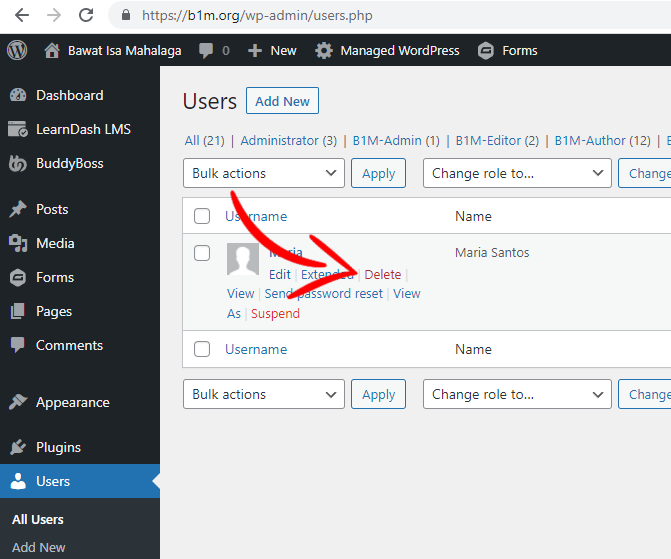 https://b1m.org/wp-admin/users.php
Bawat Isa Mahalaga 0 New Managed WordPress Forms
Dashboard
LearnDash LMS
BuddyBoss
Posts
Media
Forms
Pages
Comments
Appearance
Plugins
Users
All Users
Add New
Users Add New
All (21) | Administrator (3) | B1M-Admin (1) | B1M-Editor (2) | B1M-Author (12) |
Bulk actions Apply Change role to... Change
Username Name
Maria Maria Santos
Edit | Extended | Delete |
View | Send password reset | View
As | Suspend
Username Name
Bulk actions Apply Change role to... Change